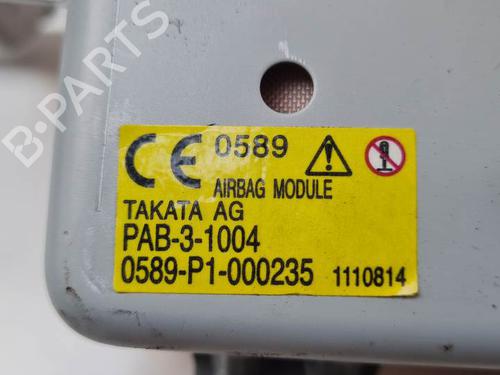 B-PARTS
CE 0589
AIRBAG MODULE
TAKATA AG
PAB-3-1004
0589-P1-000235 1110814